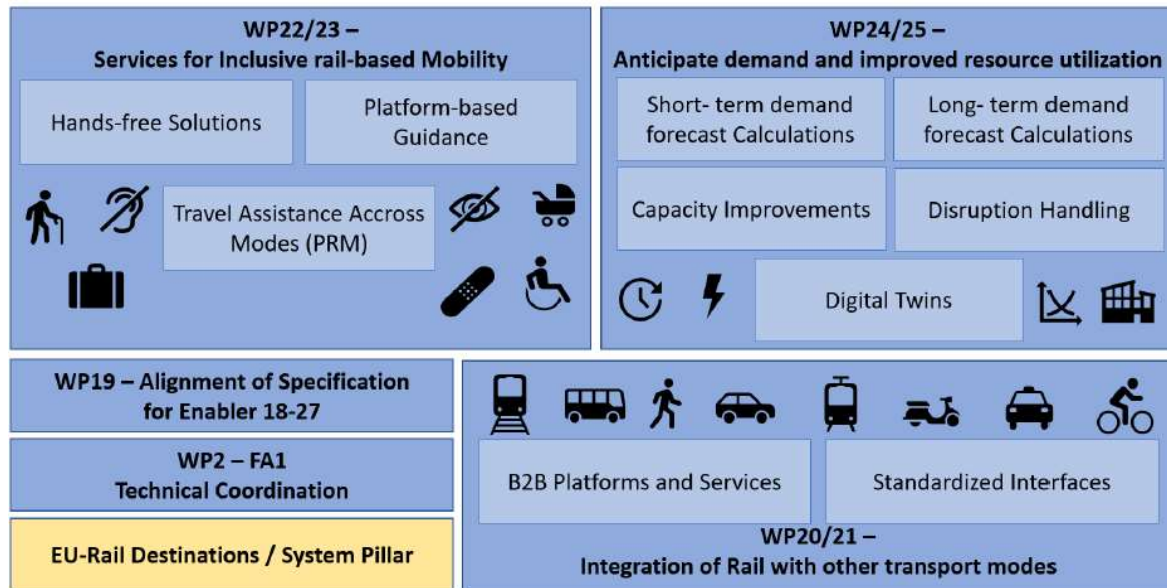 WP22/23 –
Services for Inclusive rail-based Mobility
Hands-free Solutions
Platform-based
Guidance
Travel Assistance Accross
Modes (PRM)
WP24/25 –
Anticipate demand and improved resource utilization
Short- term demand
forecast Calculations
Long- term demand
forecast Calculations
Capacity Improvements
Disruption Handling
Digital Twins
WP19 – Alignment of Specification
for Enabler 18-27
WP2 – FA1
Technical Coordination
EU-Rail Destinations / System Pillar
B2B Platforms and Services
Standardized Interfaces
WP20/21 –
Integration of Rail with other transport modes